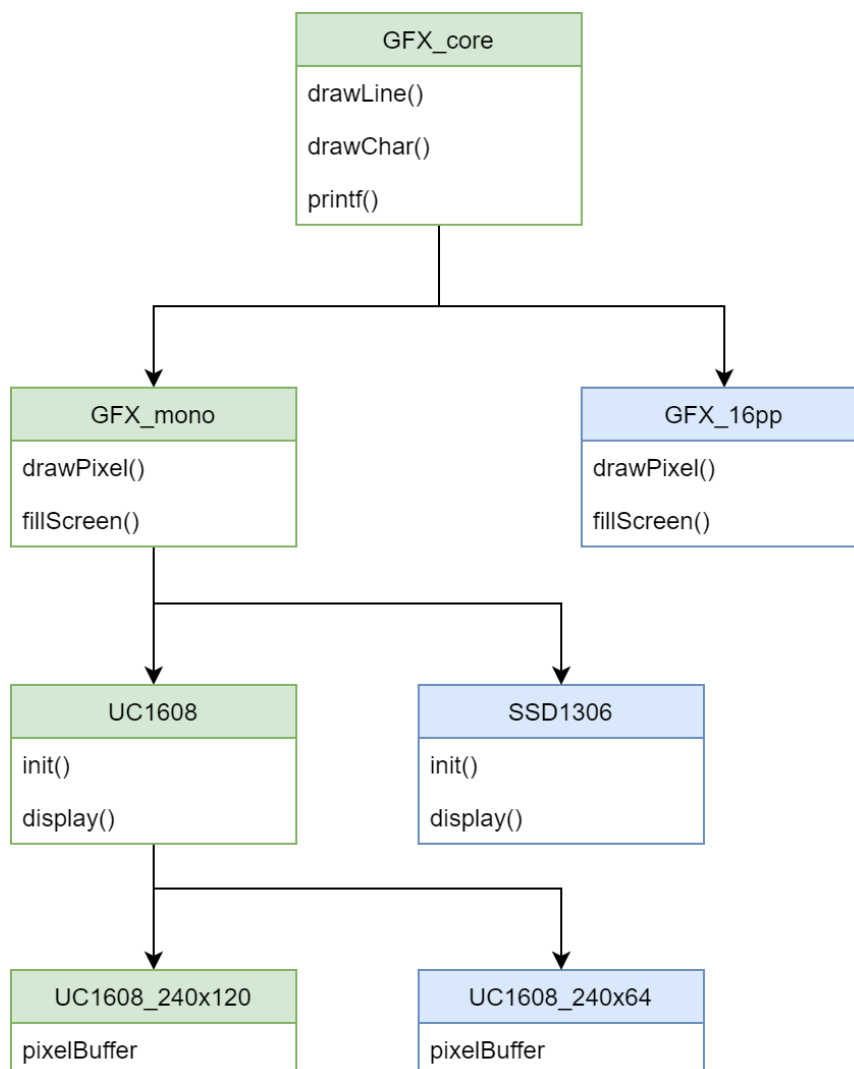 GFX_core
drawLine()
drawChar()
printf()
GFX_mono
drawPixel()
fillScreen()
GFX_16pp
drawPixel()
fillScreen()
UC1608
init()
display()
SSD1306
init()
display()
UC1608_240x120
pixelBuffer
UC1608_240x64
pixelBuffer